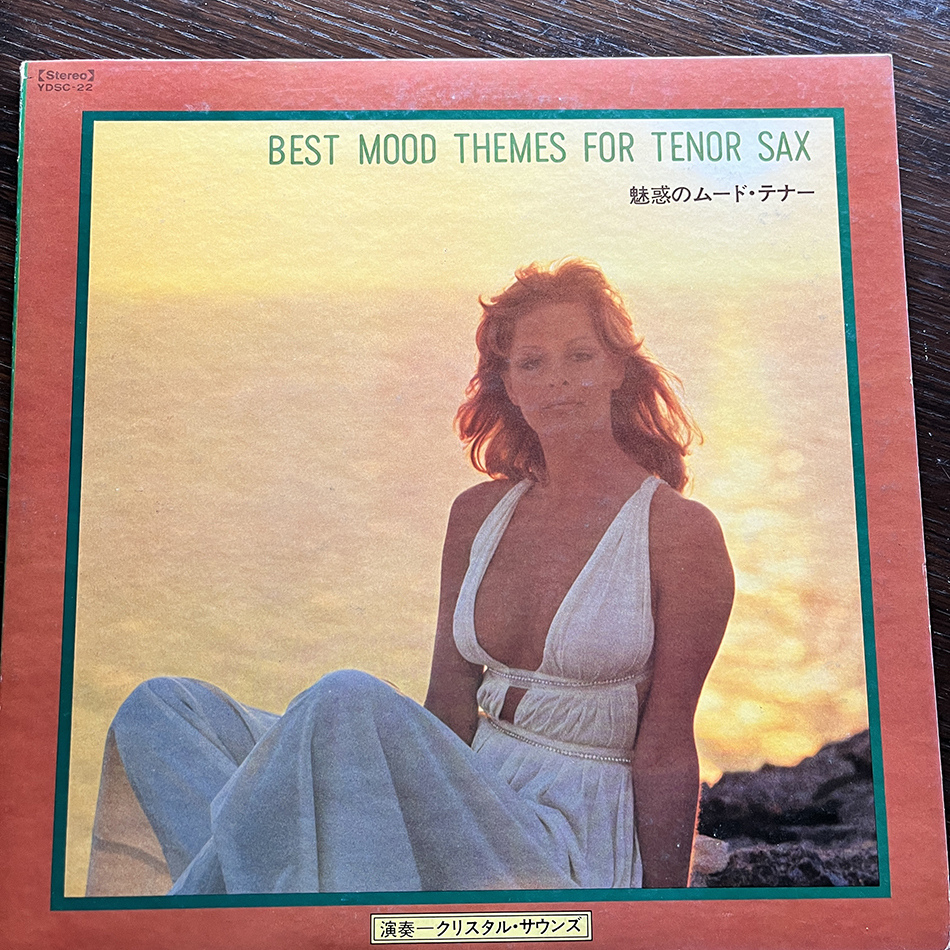 【Stereo】
YDSC-22
BEST MOOD THEMES FOR TENOR SAX
魅惑のムード・テナー
演奏―クリスタル・サウンズ